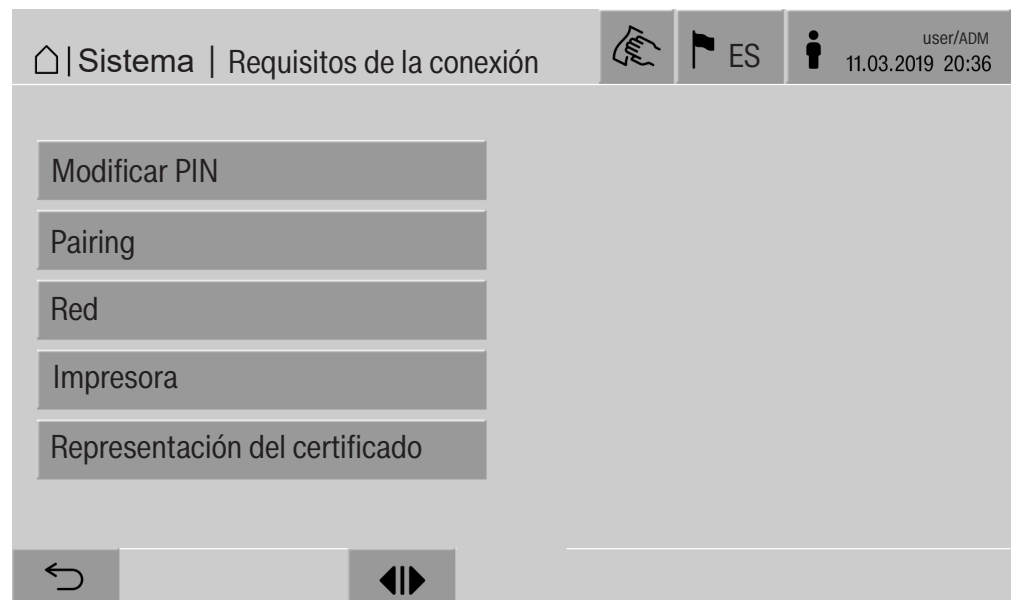 Sistema | Requisitos de la conexión
ES
user/ADM
11.03.2019 20:36
Modificar PIN
Pairing
Red
Impresora
Representación del certificado